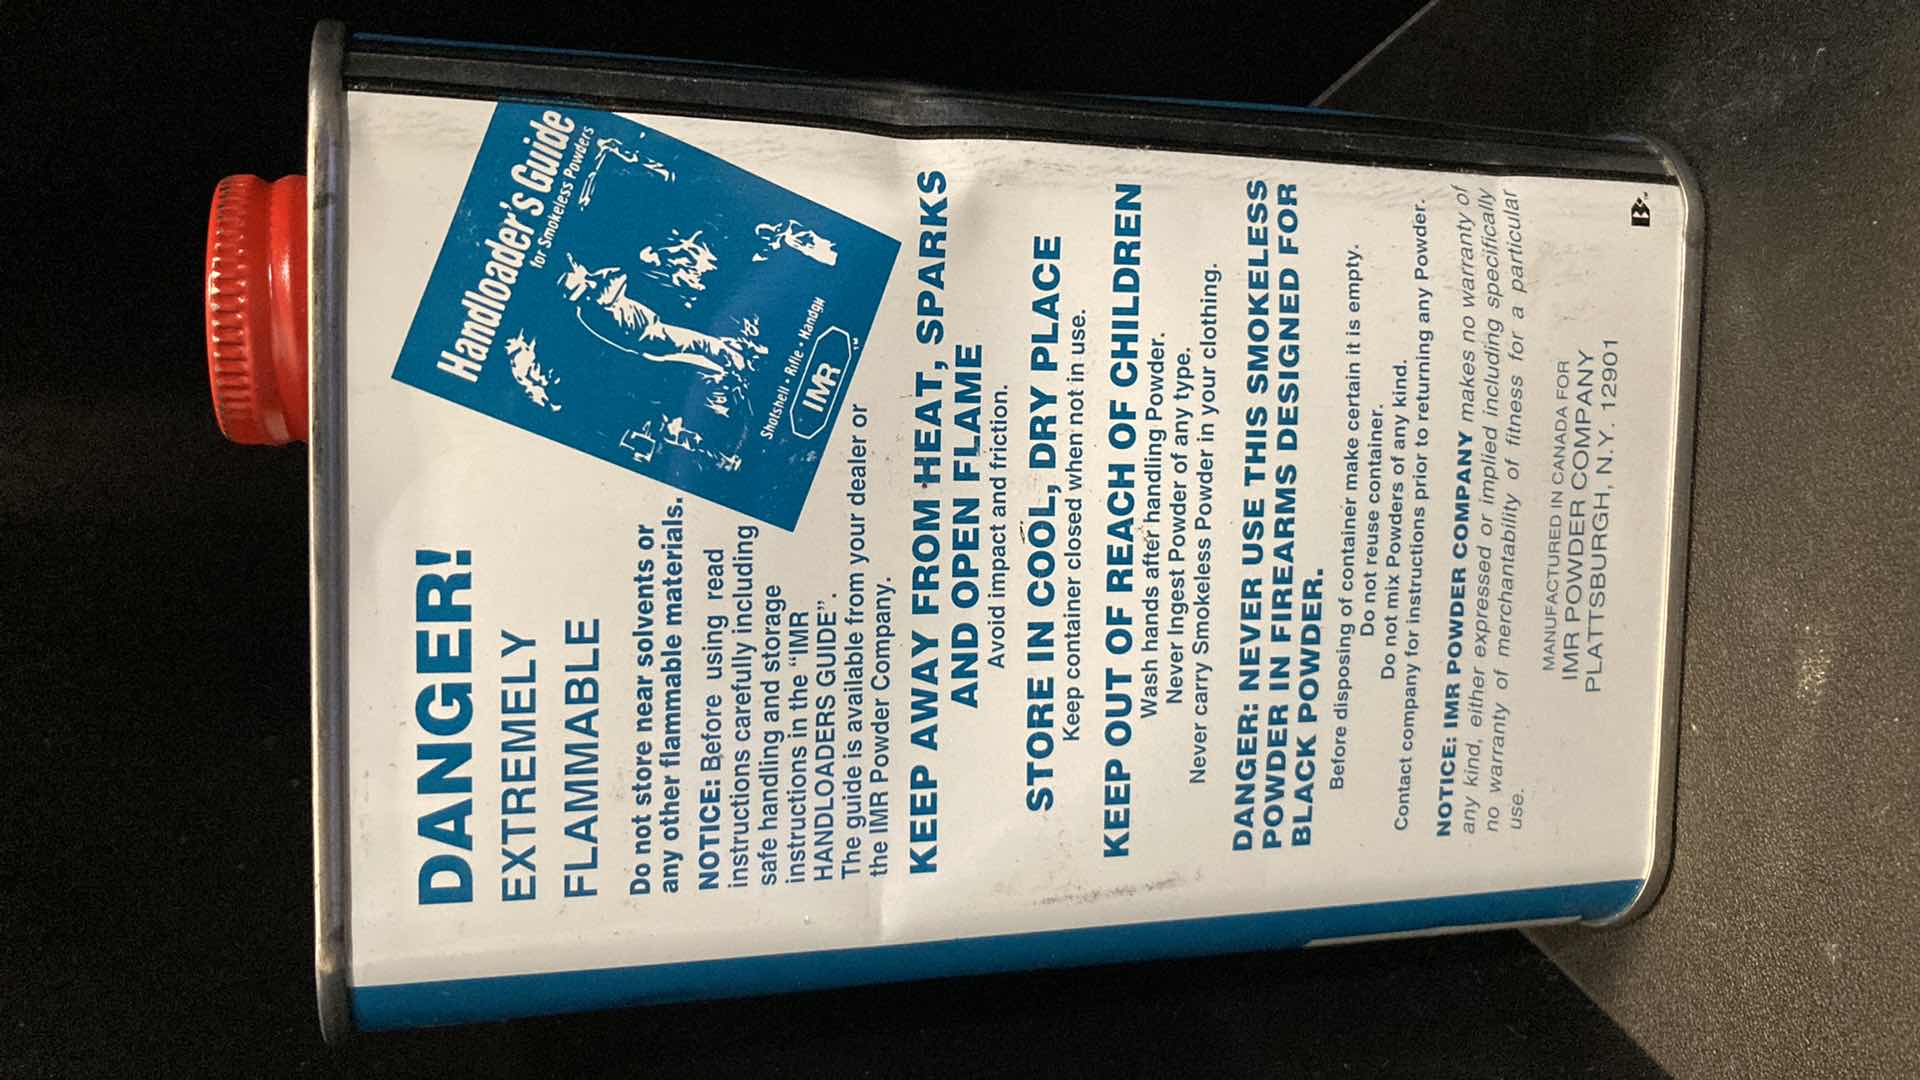 DANGER!
EXTREMELY
FLAMMABLE
Handloader's Guide
for Smokeless Powders
Shotshell • Rifle • Handgun
IMR
™
Do not store near solvents or
any other flammable materials.
NOTICE: Before using read
instructions carefully including
safe handling and storage
instructions in the "IMR
HANDLOADERS GUIDE".
The guide is available from your dealer or
the IMR Powder Company.
KEEP AWAY FROM HEAT, SPARKS
AND OPEN FLAME
Avoid impact and friction.
STORE IN COOL, DRY PLACE
Keep container closed when not in use.
KEEP OUT OF REACH OF CHILDREN
Wash hands after handling Powder.
Never Ingest Powder of any type.
Never carry Smokeless Powder in your clothing.
DANGER: NEVER USE THIS SMOKELESS
POWDER IN FIREARMS DESIGNED FOR
BLACK POWDER.
Before disposing of container make certain it is empty.
Do not reuse container.
Do not mix Powders of any kind.
Contact company for instructions prior to returning any Powder.
NOTICE: IMR POWDER COMPANY makes no warranty of
any kind, either expressed or implied including specifically
no warranty of merchantability of fitness for a particular
use.
MANUFACTURED IN CANADA FOR
IMR POWDER COMPANY
PLATTSBURGH, N.Y. 12901
B